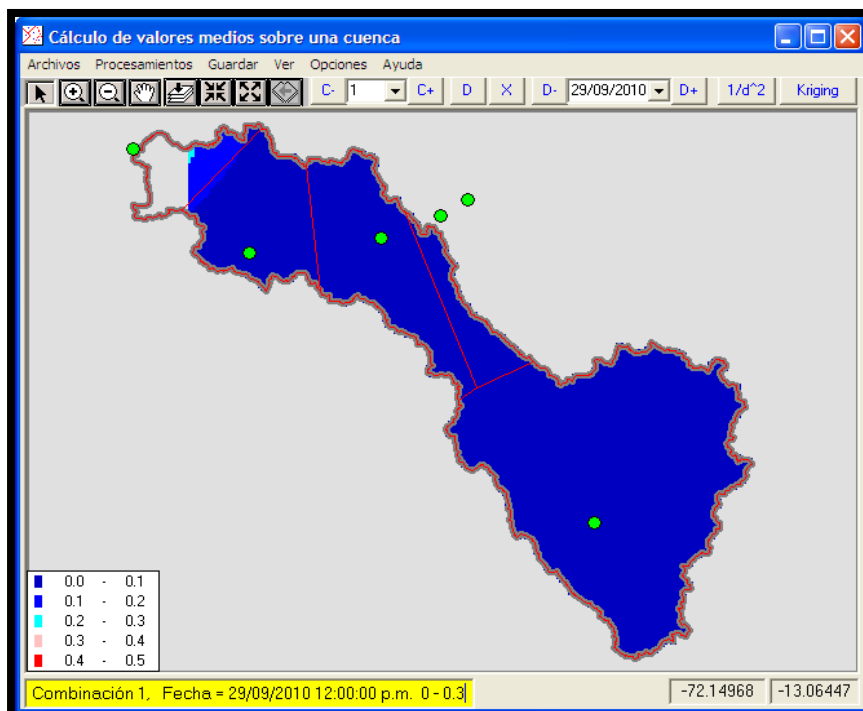 Cálculo de valores medios sobre una cuenca
Archivos Procesamientos Guardar Ver Opciones Ayuda
C- 1 C+ D X D- 29/09/2010 D+ 1/d^2 Kriging
0.0 - 0.1
0.1 - 0.2
0.2 - 0.3
0.3 - 0.4
0.4 - 0.5
Combinación 1, Fecha = 29/09/2010 12:00:00 p.m. 0 - 0.3
-72.14968 -13.06447